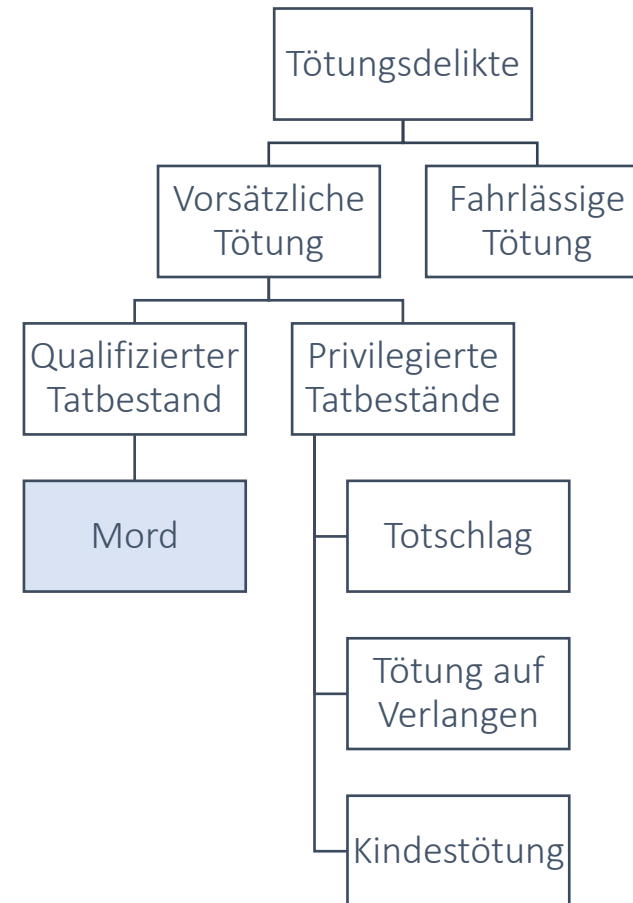 Tötungsdelikte
Vorsätzliche
Tötung
Fahrlässige
Tötung
Qualifizierter
Tatbestand
Privilegierte
Tatbestände
Mord
Totschlag
Tötung auf
Verlangen
Kindestötung